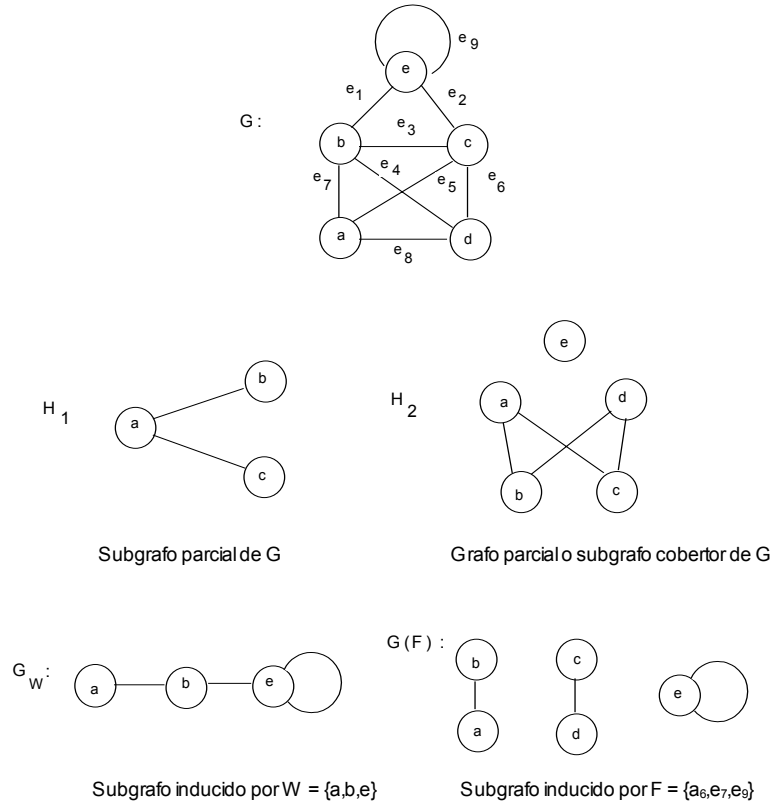 e9
e
e1 e2
G :
e3
b c
e4
e7 e5 e6
a d
e8
e
b
a d
H1 H2
a
c
b c
Subgrafo parcial de G Grafo parcial o subgrafo cobertor de G
G(F) :
GW: b c
a b e e
a d
Subgrafo inducido por W = {a,b,e} Subgrafo inducido por F = {a6,e7,e9}